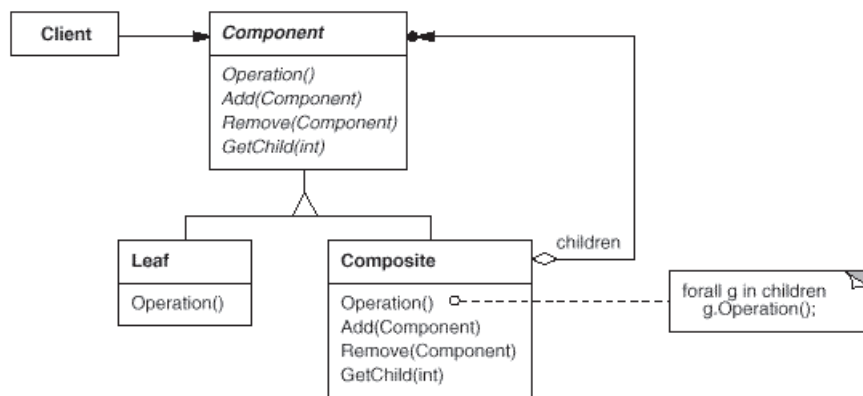 Client
Component
Operation()
Add(Component)
Remove(Component)
GetChild(int)
Leaf
Operation()
Composite
Operation()
Add(Component)
Remove(Component)
GetChild(int)
children
forall g in children
g.Operation();